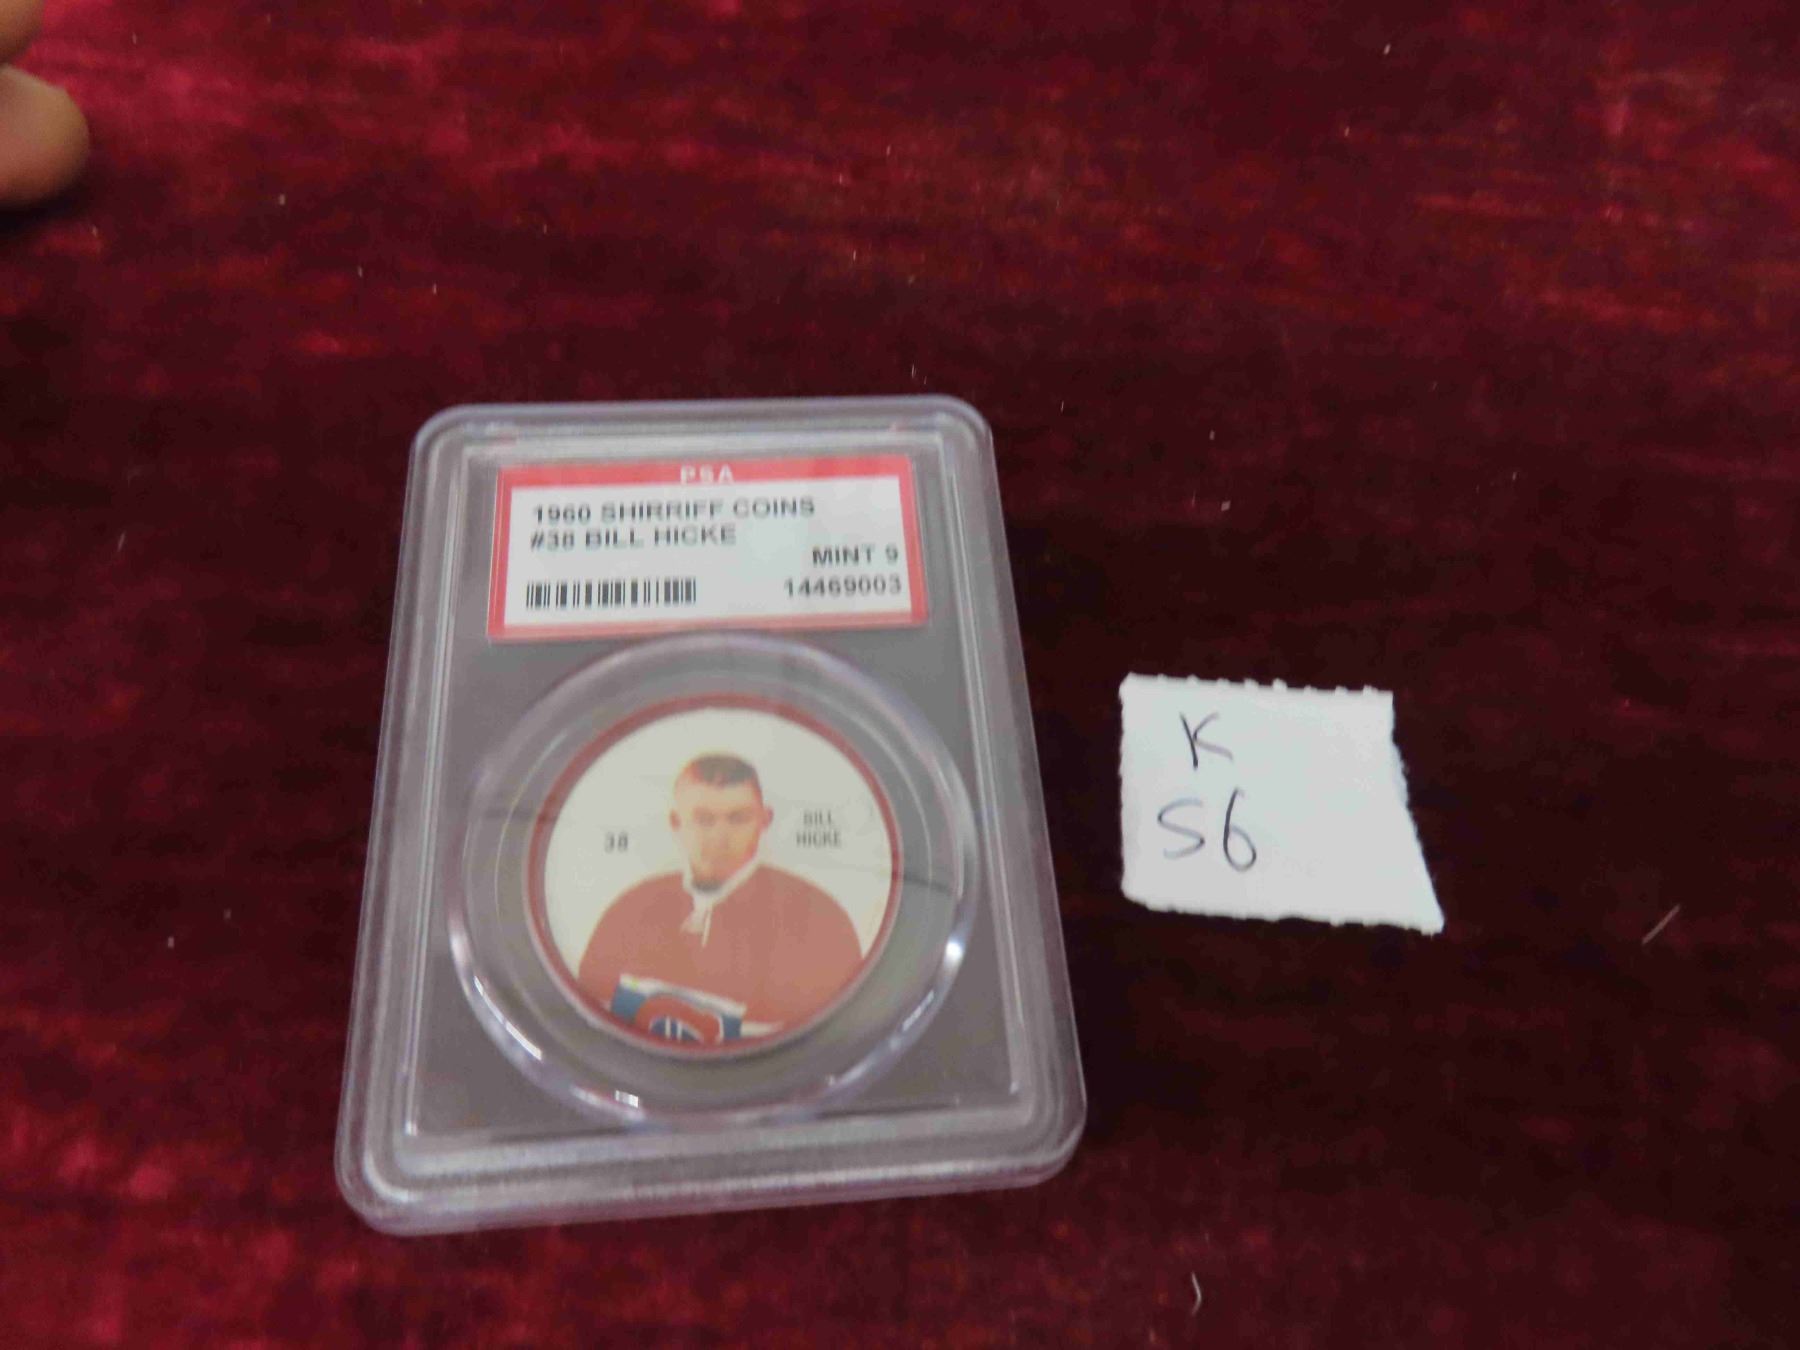 PSA
1960 SHIRRIFF COINS
#38 BILL HICKE
MINT 9
14469003
38
BILL
HICKE
K
56